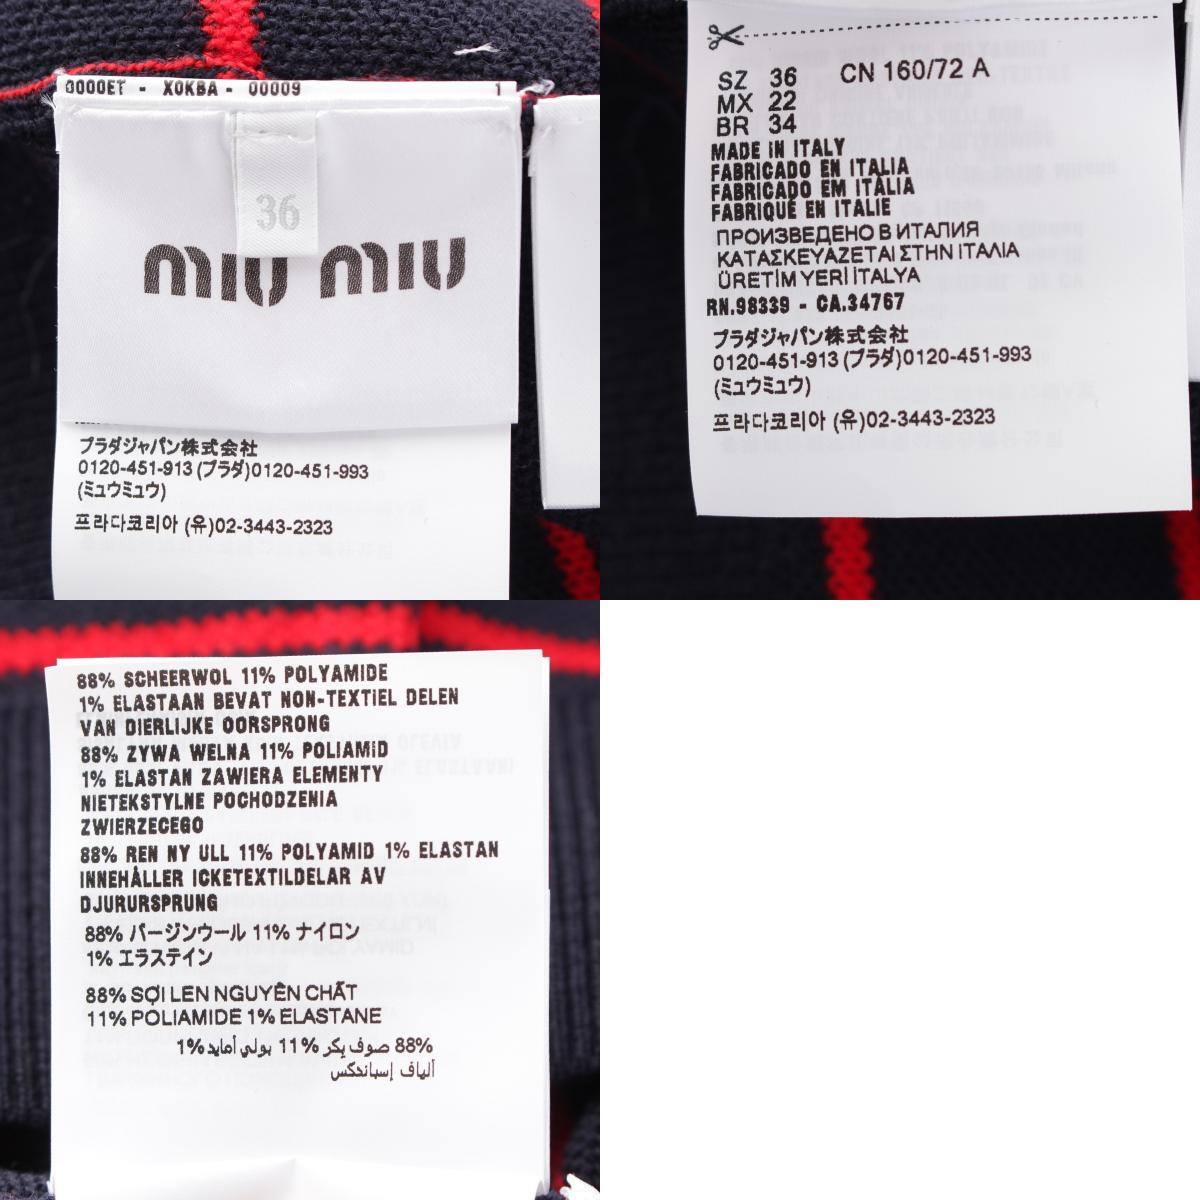 0000ET - X0KBA - 00009 1
36
miu miu
プラダジャパン株式会社
0120-451-913 (プラダ)0120-451-993
(ミュウミュウ)
프라다코리아 (유)02-3443-2323
SZ 36 CN 160/72 A
MX 22
BR 34
MADE IN ITALY
FABRICADO EN ITALIA
FABRICADO EM ITÀLIA
FABRIQUÉ EN ITALIE
ПРОИЗВЕДЕНО В ИТАЛИЯ
ΚΑΤΑΣΚΕΥΑΖΕΤΑΙ ΣΤΗΝ ΙΤΑΛΙΑ
ÜRETİM YERİ İTALYA
RN.98339 - CA.34767
プラダジャパン株式会社
0120-451-913 (プラダ)0120-451-993
(ミュウミュウ)
프라다코리아 (유)02-3443-2323
88% SCHEERWOL 11% POLYAMIDE
1% ELASTAAN BEVAT NON-TEXTIEL DELEN
VAN DIERLIJKE OORSPRONG
88% ZYWA WELNA 11% POLIAMID
1% ELASTAN ZAWIERA ELEMENTY
NIETEKSTYLNE POCHODZENIA
ZWIERZECEGO
88% REN NY ULL 11% POLYAMID 1% ELASTAN
INNEHÅLLER ICKETEXTILDELAR AV
DJURURSPRUNG
88% バージンウール 11% ナイロン
1% エラステイン
88% SỢI LEN NGUYÊN CHẤT
11% POLIAMIDE 1% ELASTANE
88% صوف بكر 11% بولي أمايد 1%
ألياف إسباندكس